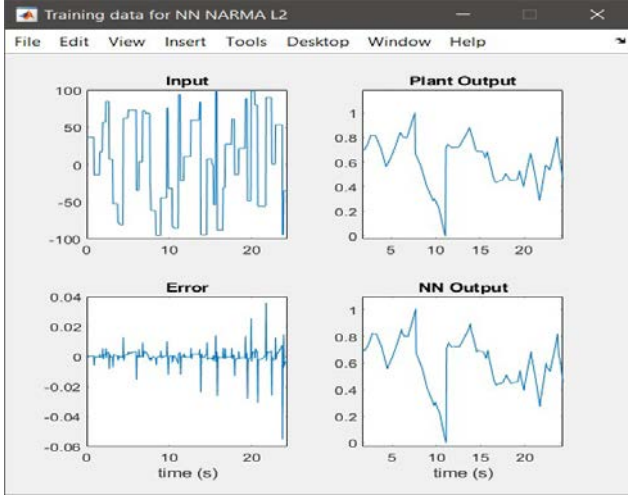 Training data for NN NARMA L2
File Edit View Insert Tools Desktop Window Help
Input
100
50
0
-50
-100
0 10 20
Plant Output
1
0.8
0.6
0.4
0.2
0
5 10 15 20
Error
0.04
0.02
0
-0.02
-0.04
-0.06
0 10 20
time (s)
NN Output
1
0.8
0.6
0.4
0.2
0
5 10 15 20
time (s)